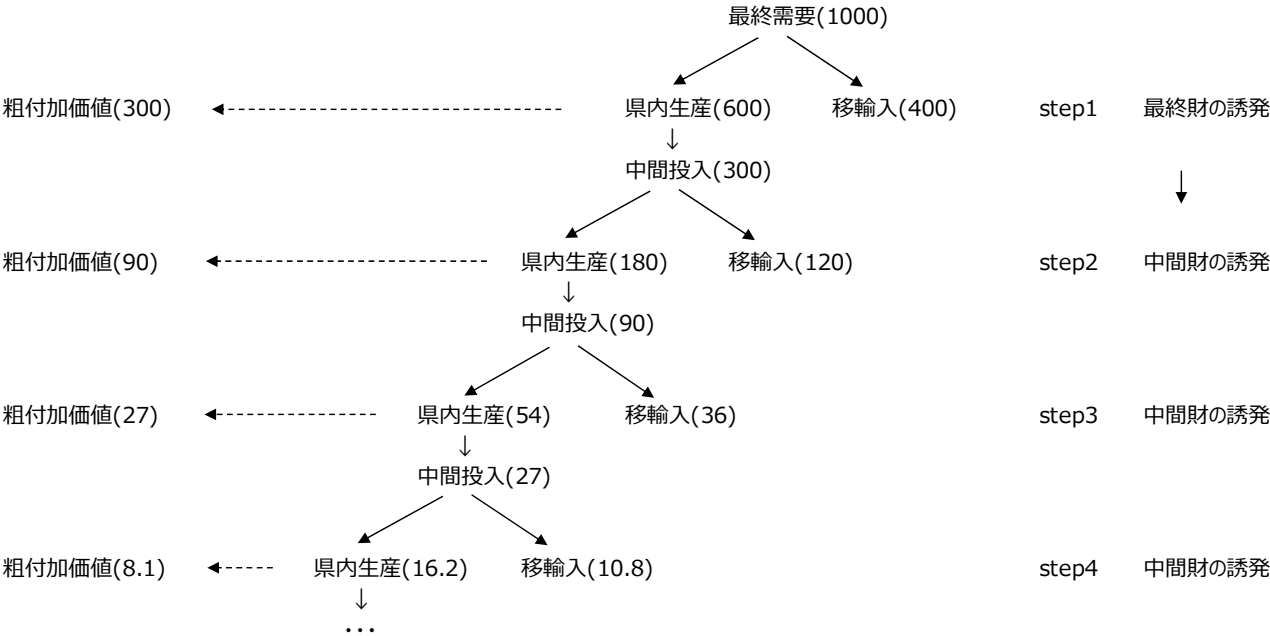 最終需要(1000)
粗付加価値(300) 県内生産(600) 移輸入(400) step1 最終財の誘発
↓
中間投入(300)
粗付加価値(90) 県内生産(180) 移輸入(120) step2 中間財の誘発
↓
中間投入(90)
粗付加価値(27) 県内生産(54) 移輸入(36) step3 中間財の誘発
↓
中間投入(27)
粗付加価値(8.1) 県内生産(16.2) 移輸入(10.8) step4 中間財の誘発
↓
・・・